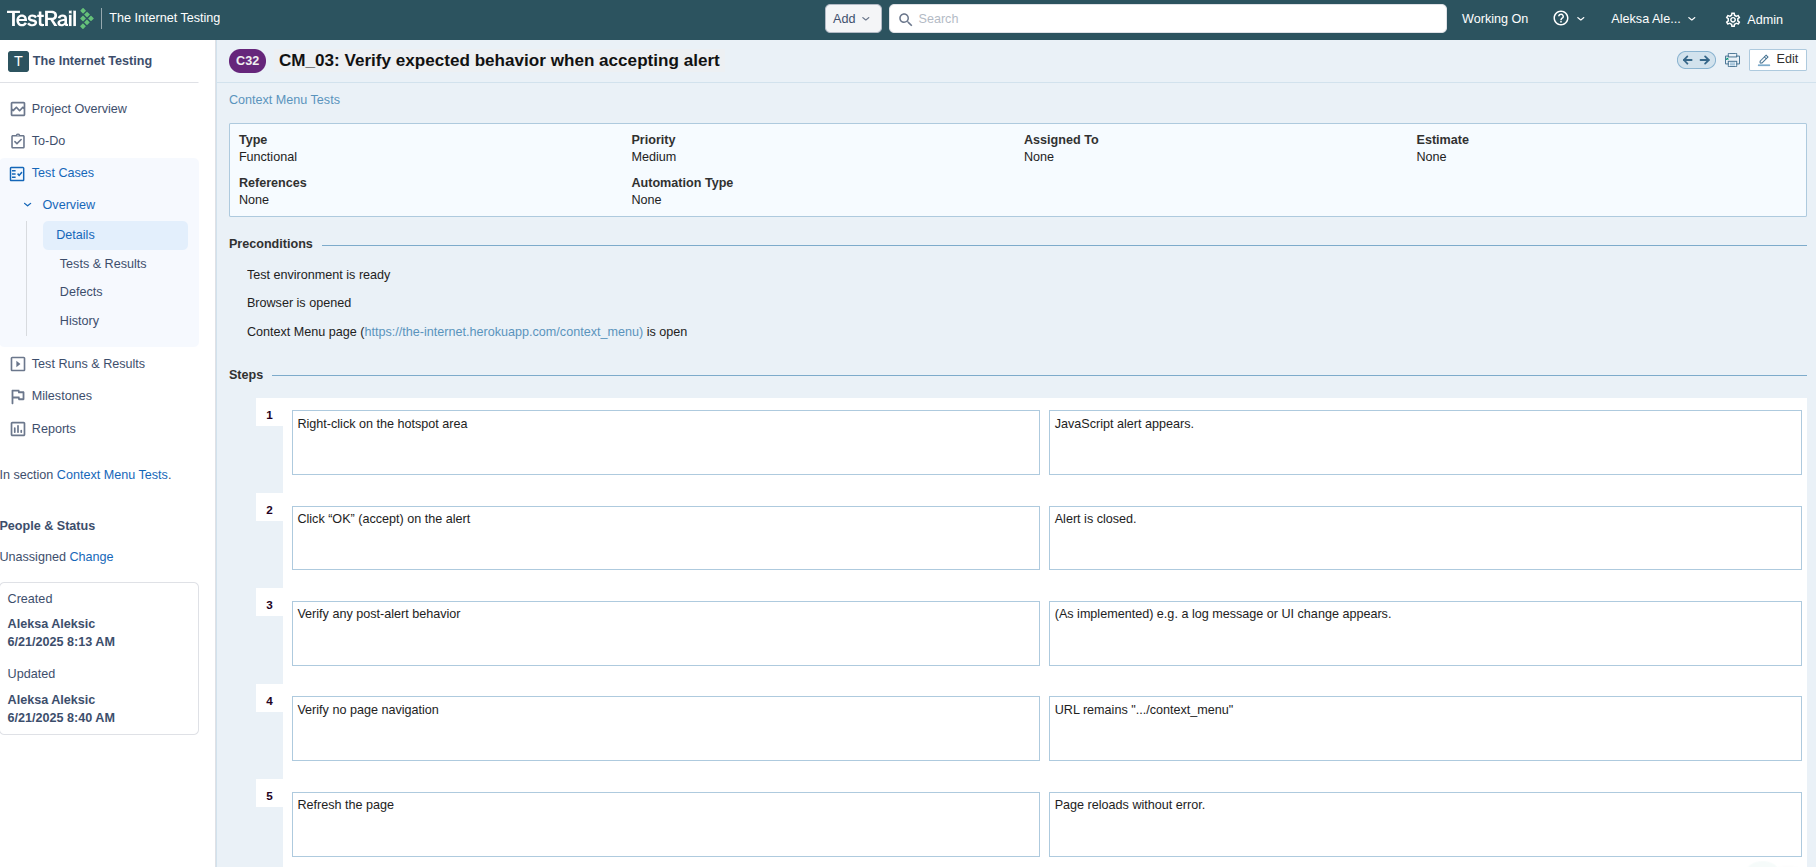 TestRail The Internet Testing Add Search Working On Aleksa Ale... Admin
T The Internet Testing
Project Overview
To-Do
Test Cases
Overview
Details
Tests & Results
Defects
History
Test Runs & Results
Milestones
Reports
In section Context Menu Tests.
People & Status
Unassigned Change
Created
Aleksa Aleksic
6/21/2025 8:13 AM
Updated
Aleksa Aleksic
6/21/2025 8:40 AM
C32 CM_03: Verify expected behavior when accepting alert Edit
Context Menu Tests
Type Priority Assigned To Estimate
Functional Medium None None
References Automation Type
None None
Preconditions
Test environment is ready
Browser is opened
Context Menu page (https://the-internet.herokuapp.com/context_menu) is open
Steps
1 Right-click on the hotspot area JavaScript alert appears.
2 Click “OK” (accept) on the alert Alert is closed.
3 Verify any post-alert behavior (As implemented) e.g. a log message or UI change appears.
4 Verify no page navigation URL remains ".../context_menu"
5 Refresh the page Page reloads without error.